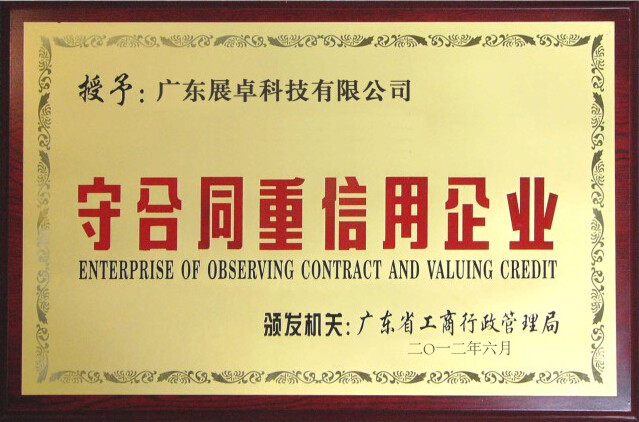 授予：广东展卓科技有限公司
守合同重信用企业
ENTERPRISE OF OBSERVING CONTRACT AND VALUING CREDIT
颁发机关：广东省工商行政管理局
二〇一二年六月